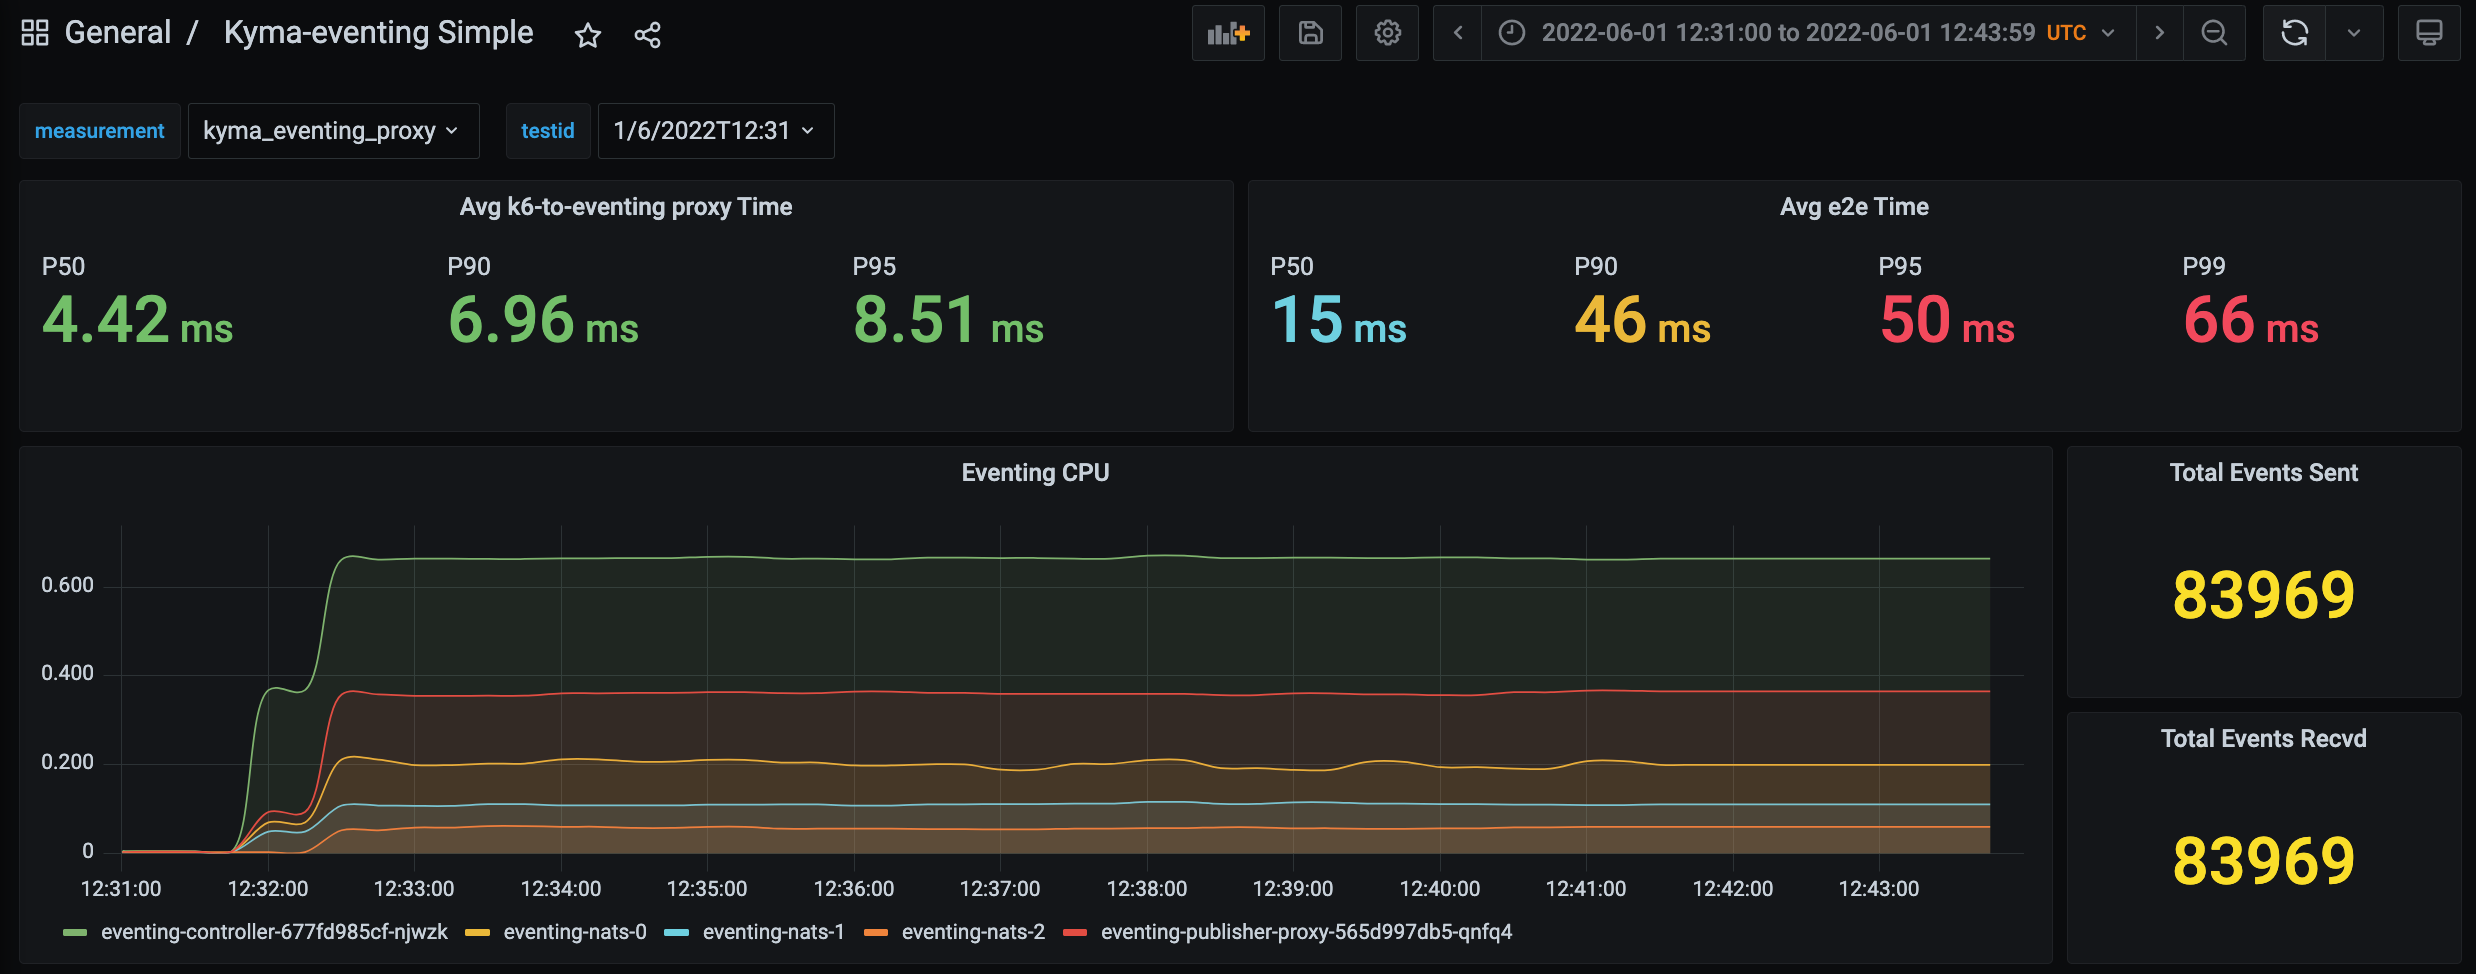 General / Kyma-eventing Simple
2022-06-01 12:31:00 to 2022-06-01 12:43:59 UTC
measurement kyma_eventing_proxy testid 1/6/2022T12:31
Avg k6-to-eventing proxy Time
P50 P90 P95
4.42 ms 6.96 ms 8.51 ms
Avg e2e Time
P50 P90 P95 P99
15 ms 46 ms 50 ms 66 ms
Eventing CPU
0.600
0.400
0.200
0
12:31:00 12:32:00 12:33:00 12:34:00 12:35:00 12:36:00 12:37:00 12:38:00 12:39:00 12:40:00 12:41:00 12:42:00 12:43:00
eventing-controller-677fd985cf-njwzk eventing-nats-0 eventing-nats-1 eventing-nats-2 eventing-publisher-proxy-565d997db5-qnfq4
Total Events Sent
83969
Total Events Recvd
83969